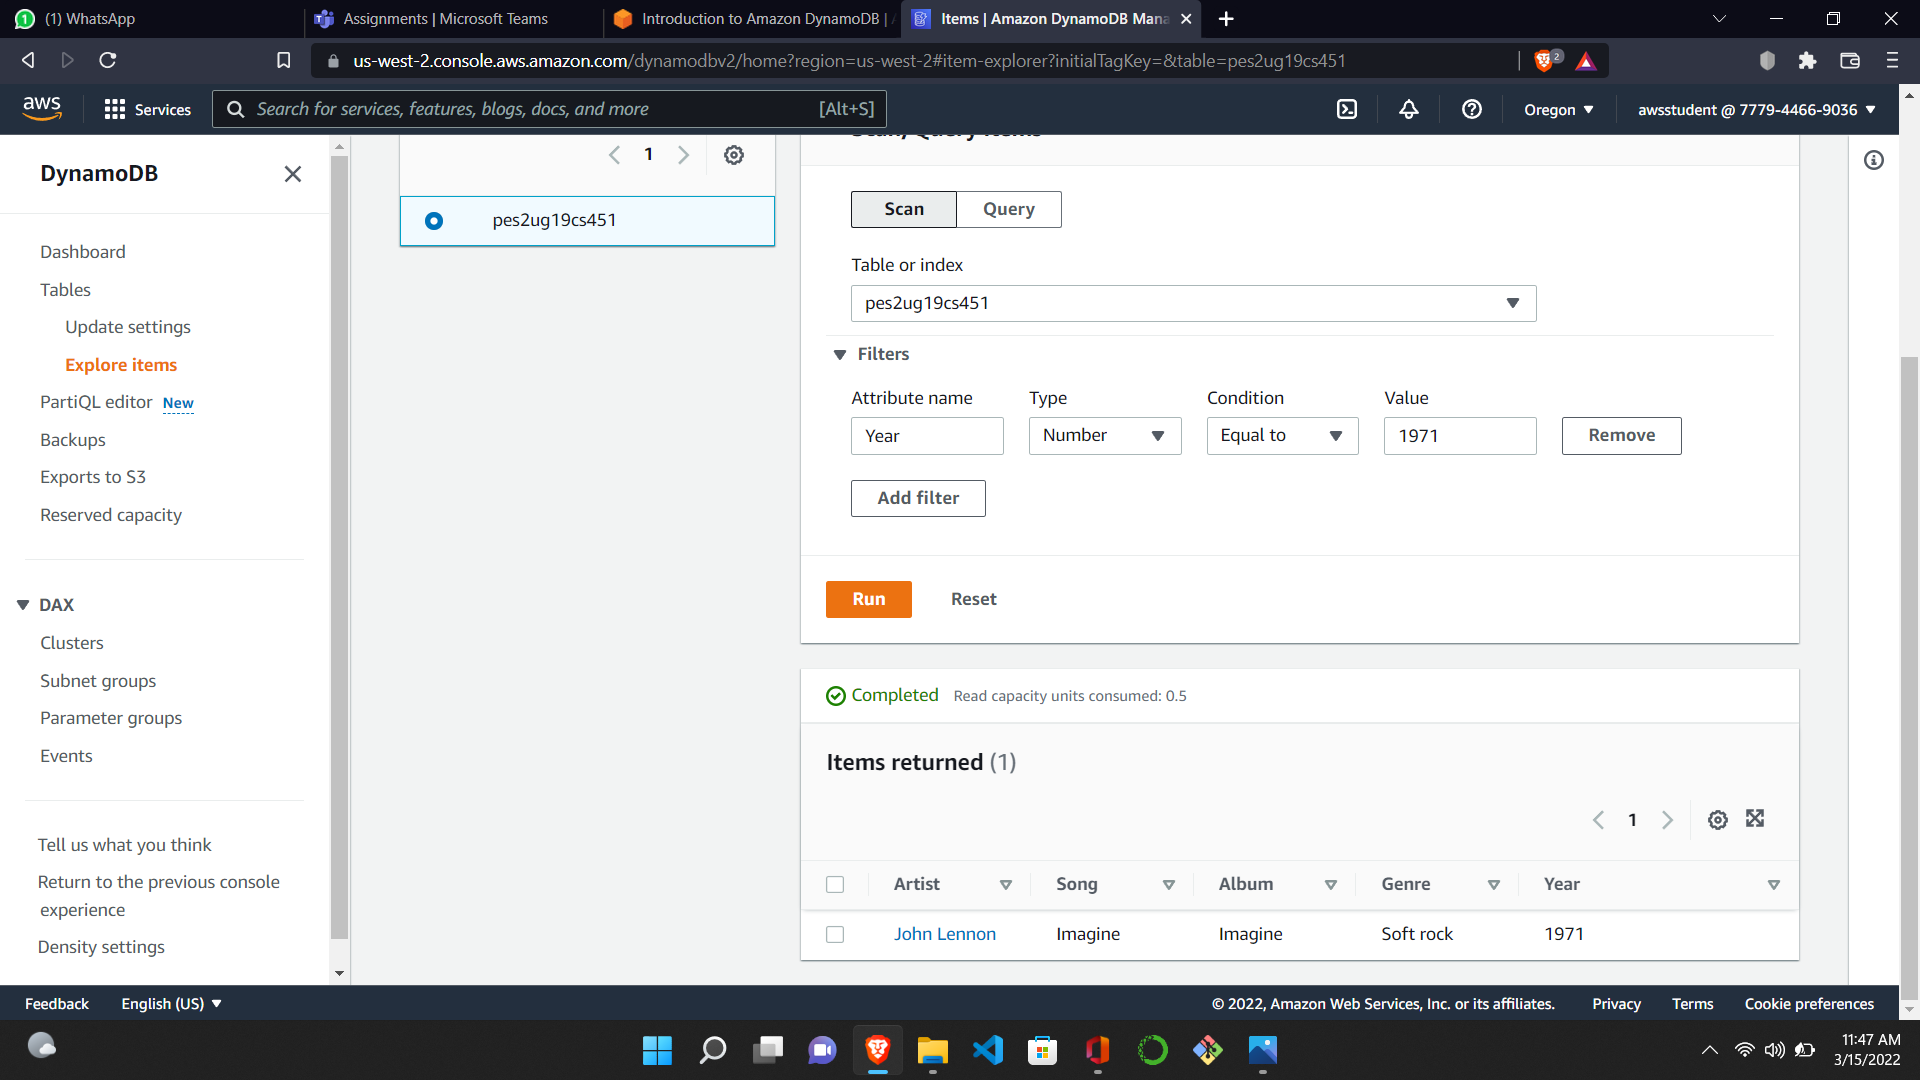 (1) WhatsApp
Assignments | Microsoft Teams
Introduction to Amazon DynamoDB |
Items | Amazon DynamoDB Mana
us-west-2.console.aws.amazon.com/dynamodbv2/home?region=us-west-2#item-explorer?initialTagKey=&table=pes2ug19cs451
2
aws
Services
Search for services, features, blogs, docs, and more
[Alt+S]
Oregon
awsstudent @ 7779-4466-9036
DynamoDB
Dashboard
Tables
Update settings
Explore items
PartiQL editor New
Backups
Exports to S3
Reserved capacity
DAX
Clusters
Subnet groups
Parameter groups
Events
Tell us what you think
Return to the previous console
experience
Density settings
1
pes2ug19cs451
Scan/Query items
Scan
Query
Table or index
pes2ug19cs451
Filters
Attribute name Type Condition Value
Year Number Equal to 1971 Remove
Add filter
Run Reset
Completed Read capacity units consumed: 0.5
Items returned (1)
1
Artist Song Album Genre Year
John Lennon Imagine Imagine Soft rock 1971
Feedback English (US)
© 2022, Amazon Web Services, Inc. or its affiliates. Privacy Terms Cookie preferences
11:47 AM
3/15/2022